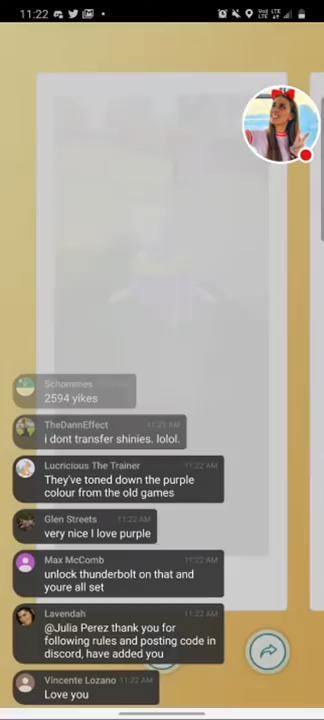 11:22
Schommes
2594 yikes
TheDannEffect 11:21 AM
i dont transfer shinies. lolol.
Lucricious The Trainer 11:22 AM
They've toned down the purple
colour from the old games
Glen Streets 11:22 AM
very nice I love purple
Max McComb 11:22 AM
unlock thunderbolt on that and
youre all set
Lavendah 11:22 AM
@Julia Perez thank you for
following rules and posting code in
discord, have added you
Vincente Lozano 11:22 AM
Love you